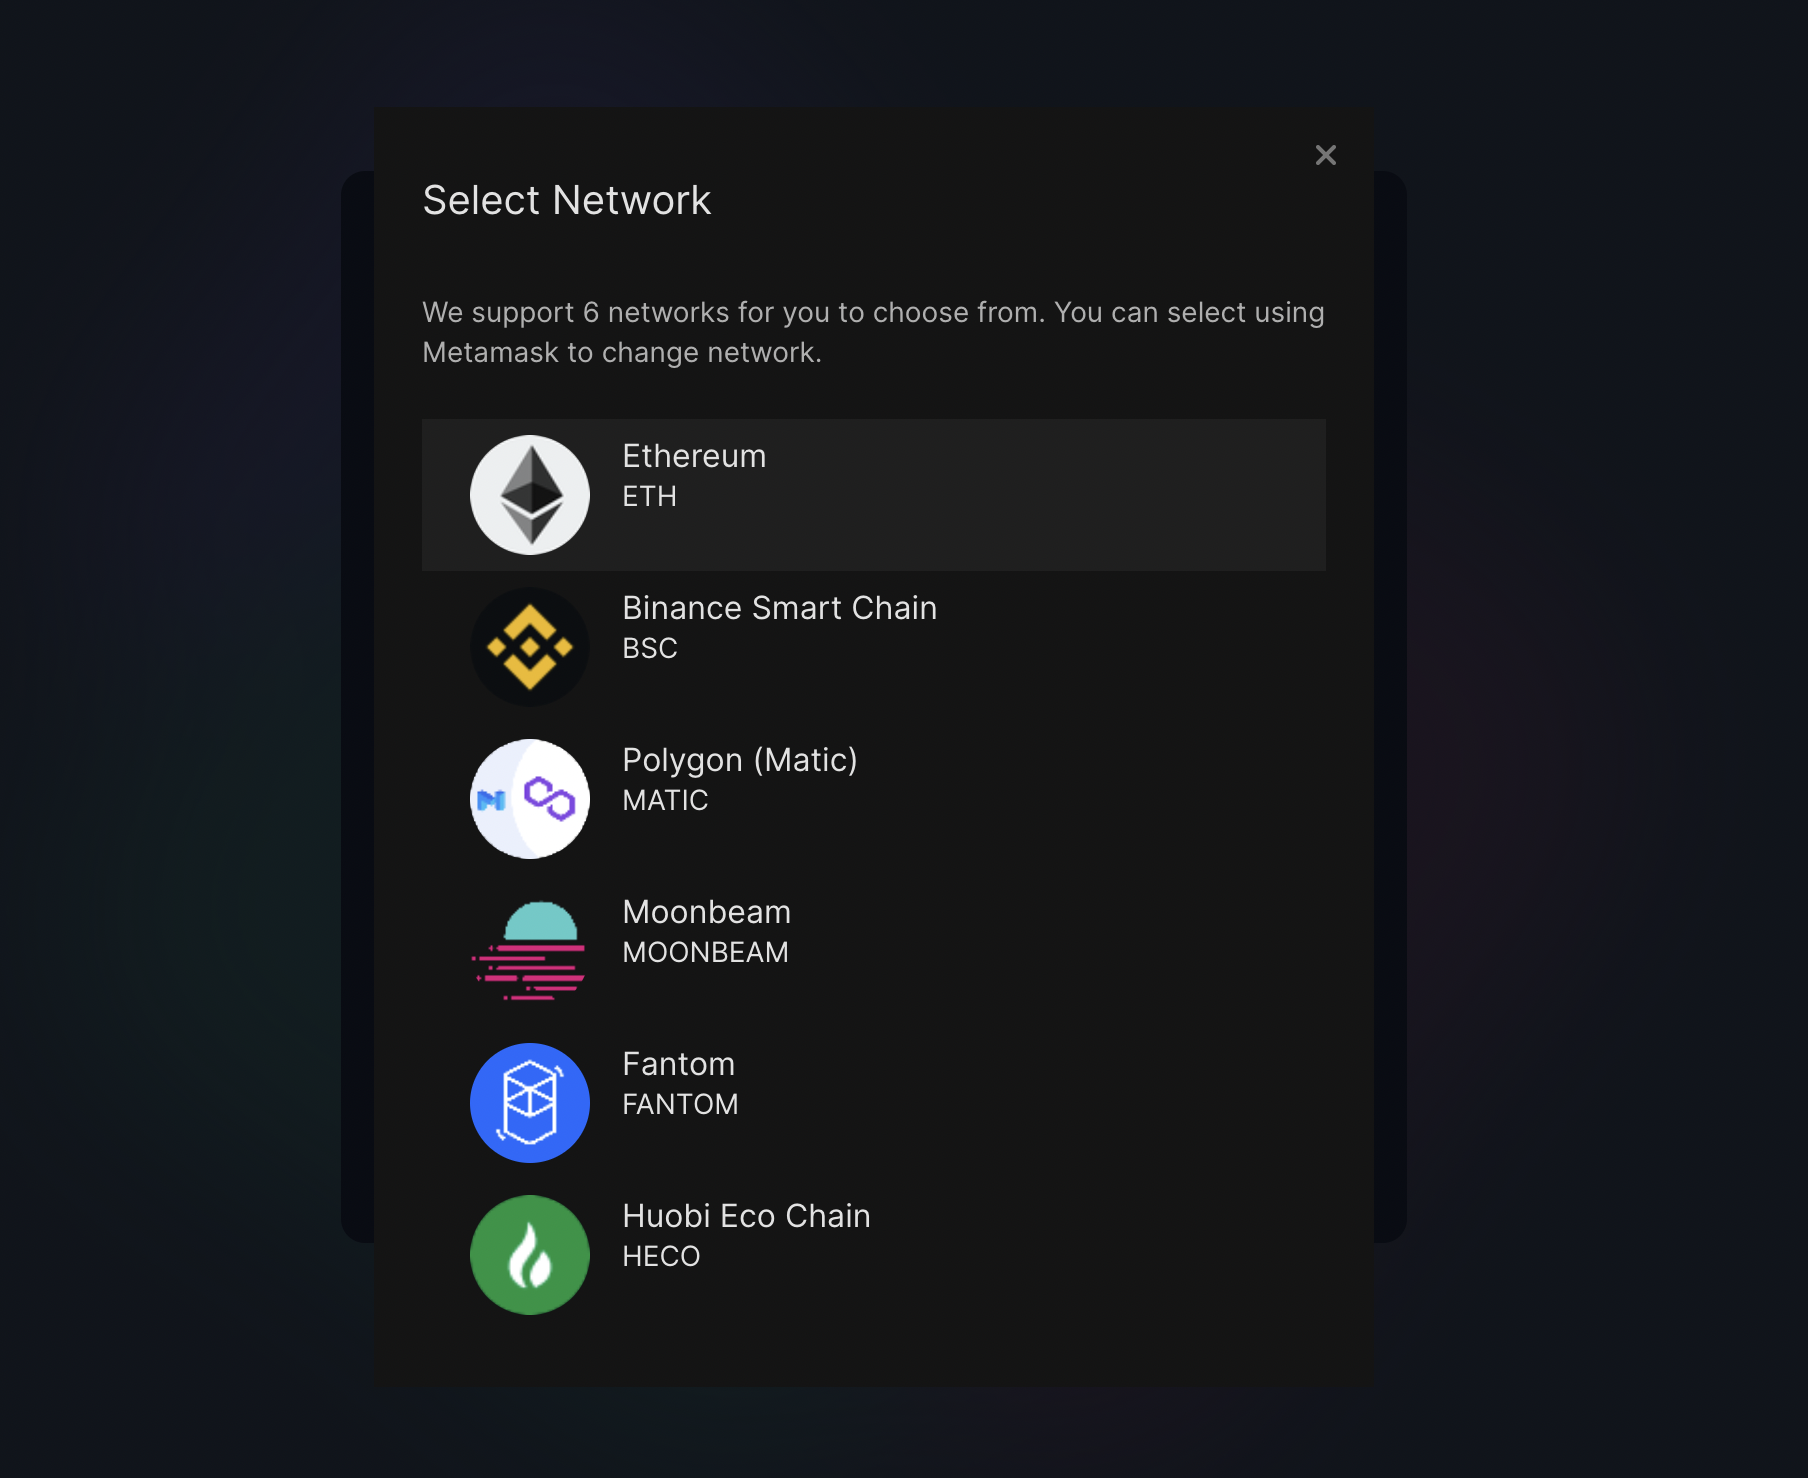 Select Network
We support 6 networks for you to choose from. You can select using
Metamask to change network.
Ethereum
ETH
Binance Smart Chain
BSC
Polygon (Matic)
MATIC
Moonbeam
MOONBEAM
Fantom
FANTOM
Huobi Eco Chain
HECO